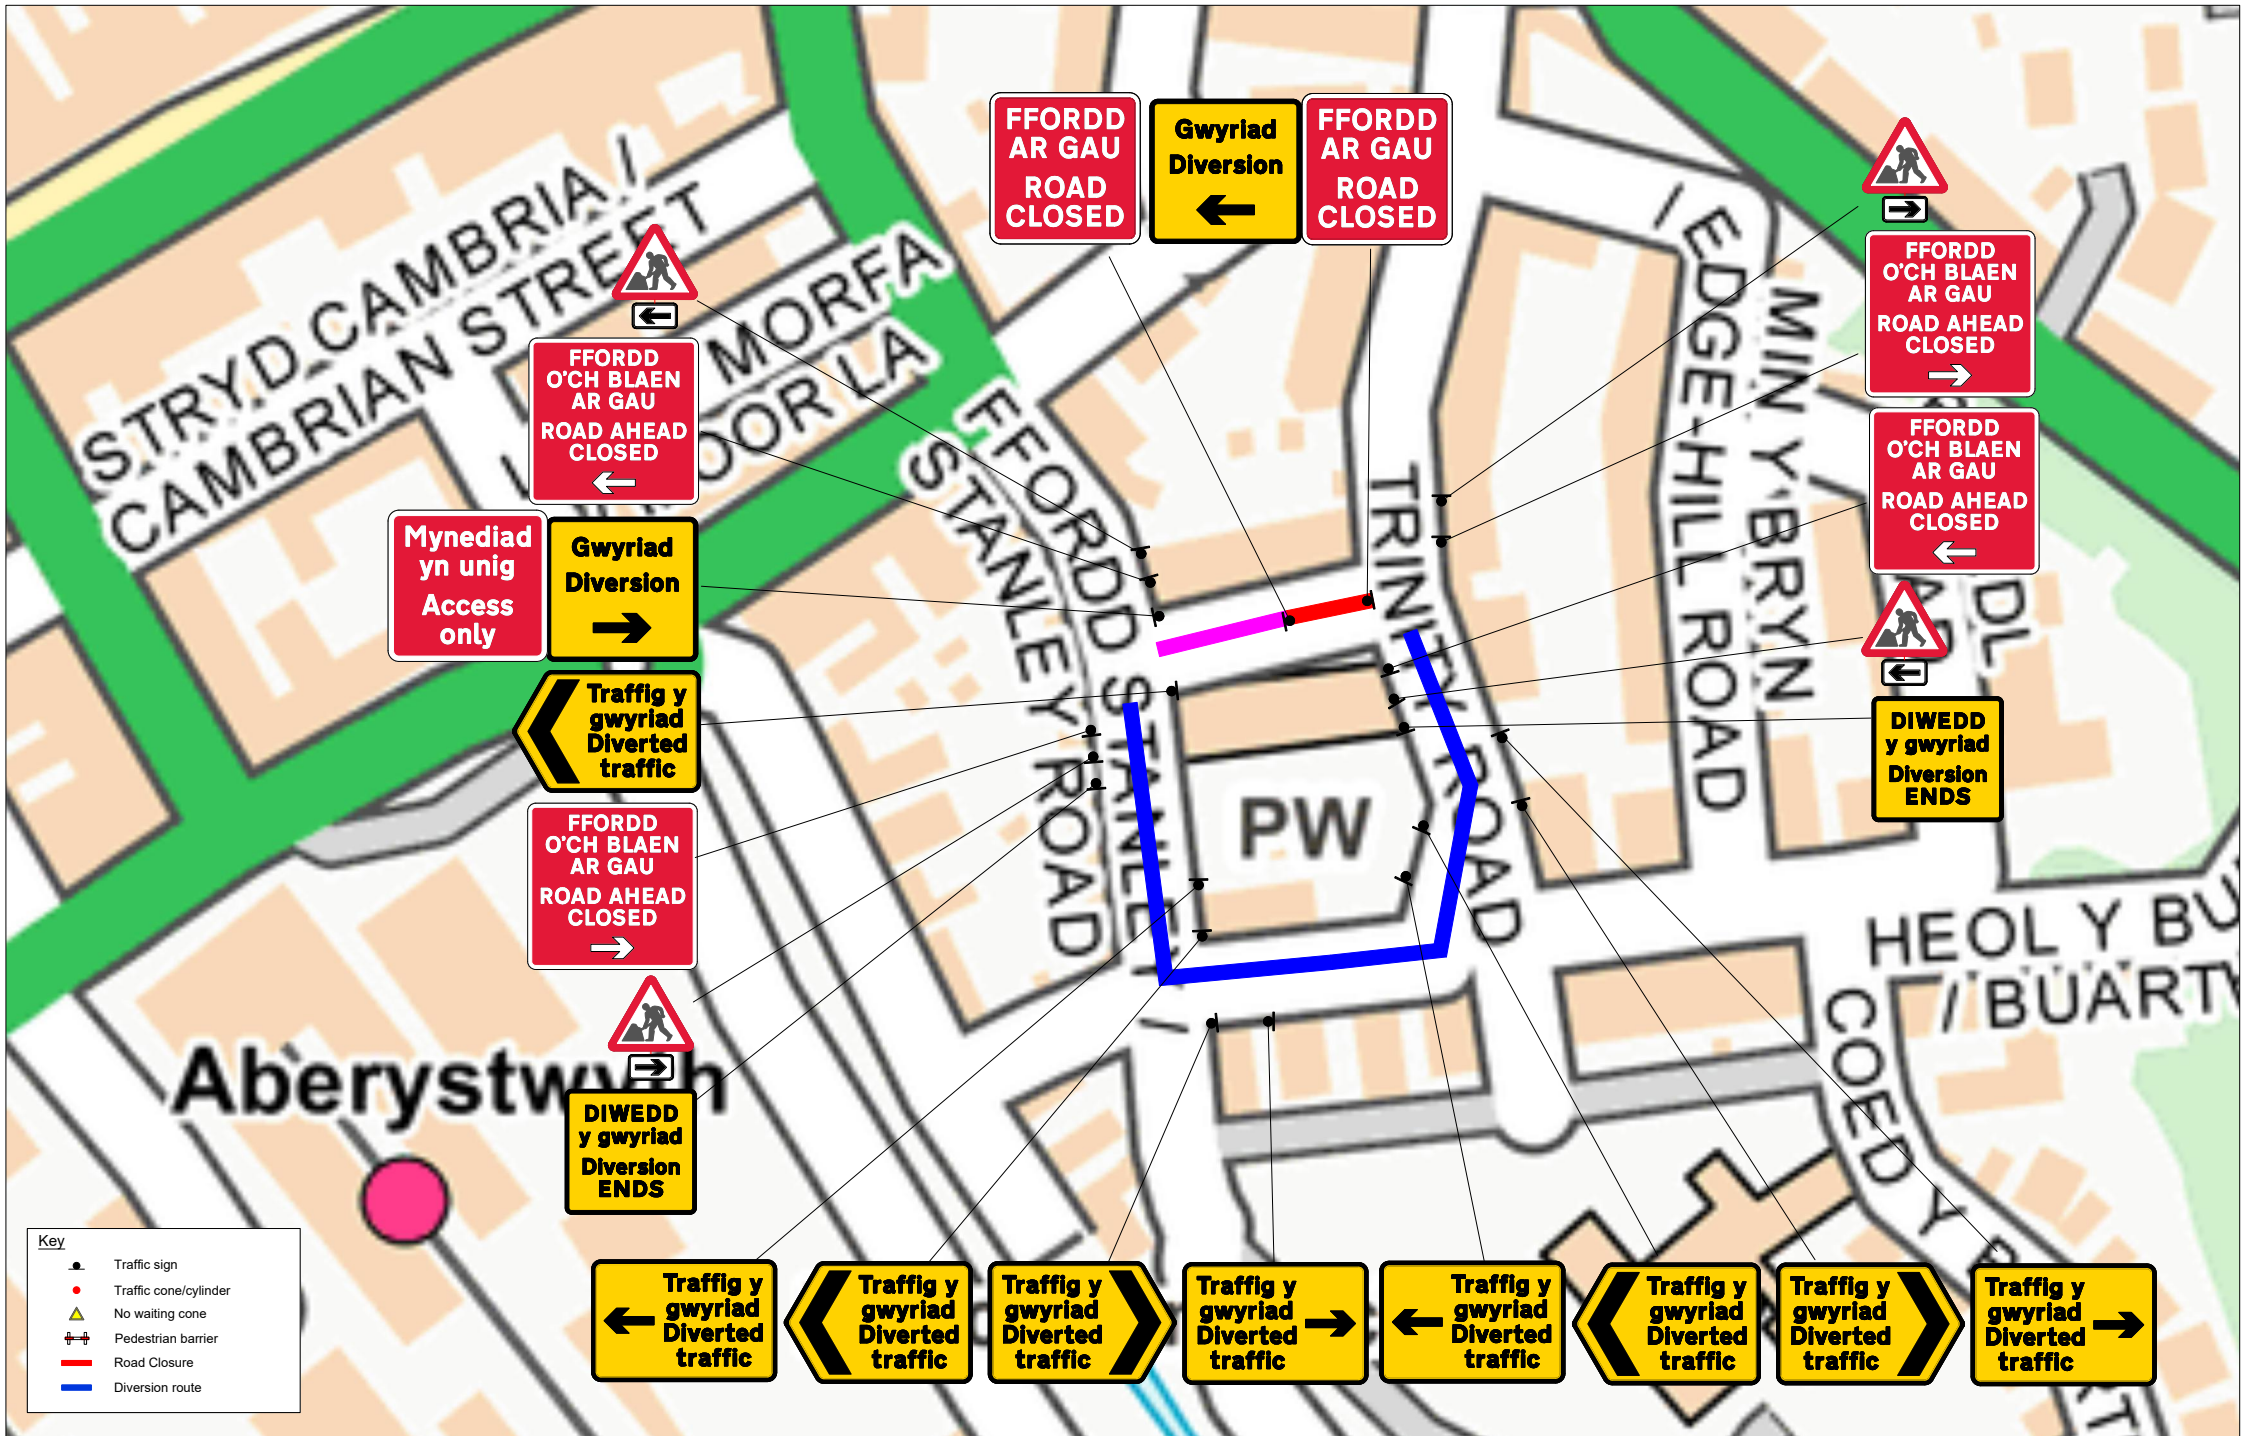 FFORDD
AR GAU
ROAD
CLOSED
Gwyriad
Diversion
FFORDD
AR GAU
ROAD
CLOSED
STRYD CAMBRIA /
CAMBRIAN STREET
MORFA
FFORDD
O'CH BLAEN
AR GAU
ROAD AHEAD
CLOSED
Mynediad
yn unig
Access
only
Gwyriad
Diversion
Traffig y
gwyriad
Diverted
traffic
FFORDD
O'CH BLAEN
AR GAU
ROAD AHEAD
CLOSED
DIWEDD
y gwyriad
Diversion
ENDS
FFORDD STANLEY /
STANLEY ROAD
TRINITY ROAD
PW
MIN Y BRYN
/ EDGE-HILL ROAD
FFORDD
O'CH BLAEN
AR GAU
ROAD AHEAD
CLOSED
FFORDD
O'CH BLAEN
AR GAU
ROAD AHEAD
CLOSED
DIWEDD
y gwyriad
Diversion
ENDS
HEOL Y BU
/ BUARTH
COED Y B
Aberystwyth
Key
Traffic sign
Traffic cone/cylinder
No waiting cone
Pedestrian barrier
Road Closure
Diversion route
Traffig y
gwyriad
Diverted
traffic
Traffig y
gwyriad
Diverted
traffic
Traffig y
gwyriad
Diverted
traffic
Traffig y
gwyriad
Diverted
traffic
Traffig y
gwyriad
Diverted
traffic
Traffig y
gwyriad
Diverted
traffic
Traffig y
gwyriad
Diverted
traffic
Traffig y
gwyriad
Diverted
traffic